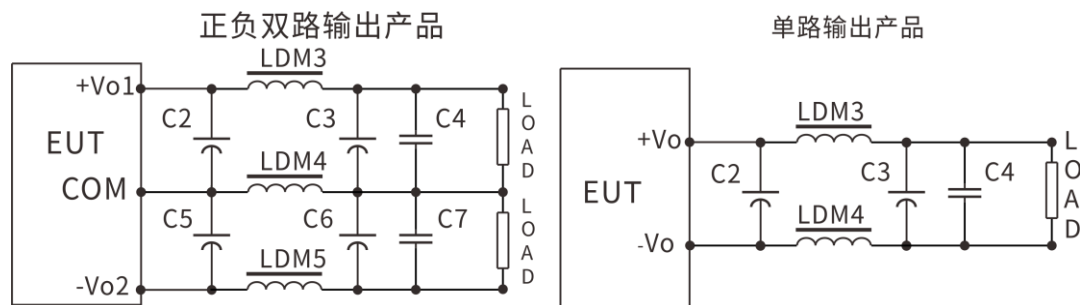 正负双路输出产品
LDM3
+Vo1
C2
C3
C4
LOAD
EUT
LDM4
COM
C5
C6
C7
LOAD
LDM5
-Vo2
单路输出产品
LDM3
+Vo
C2
C3
C4
LOAD
EUT
LDM4
-Vo